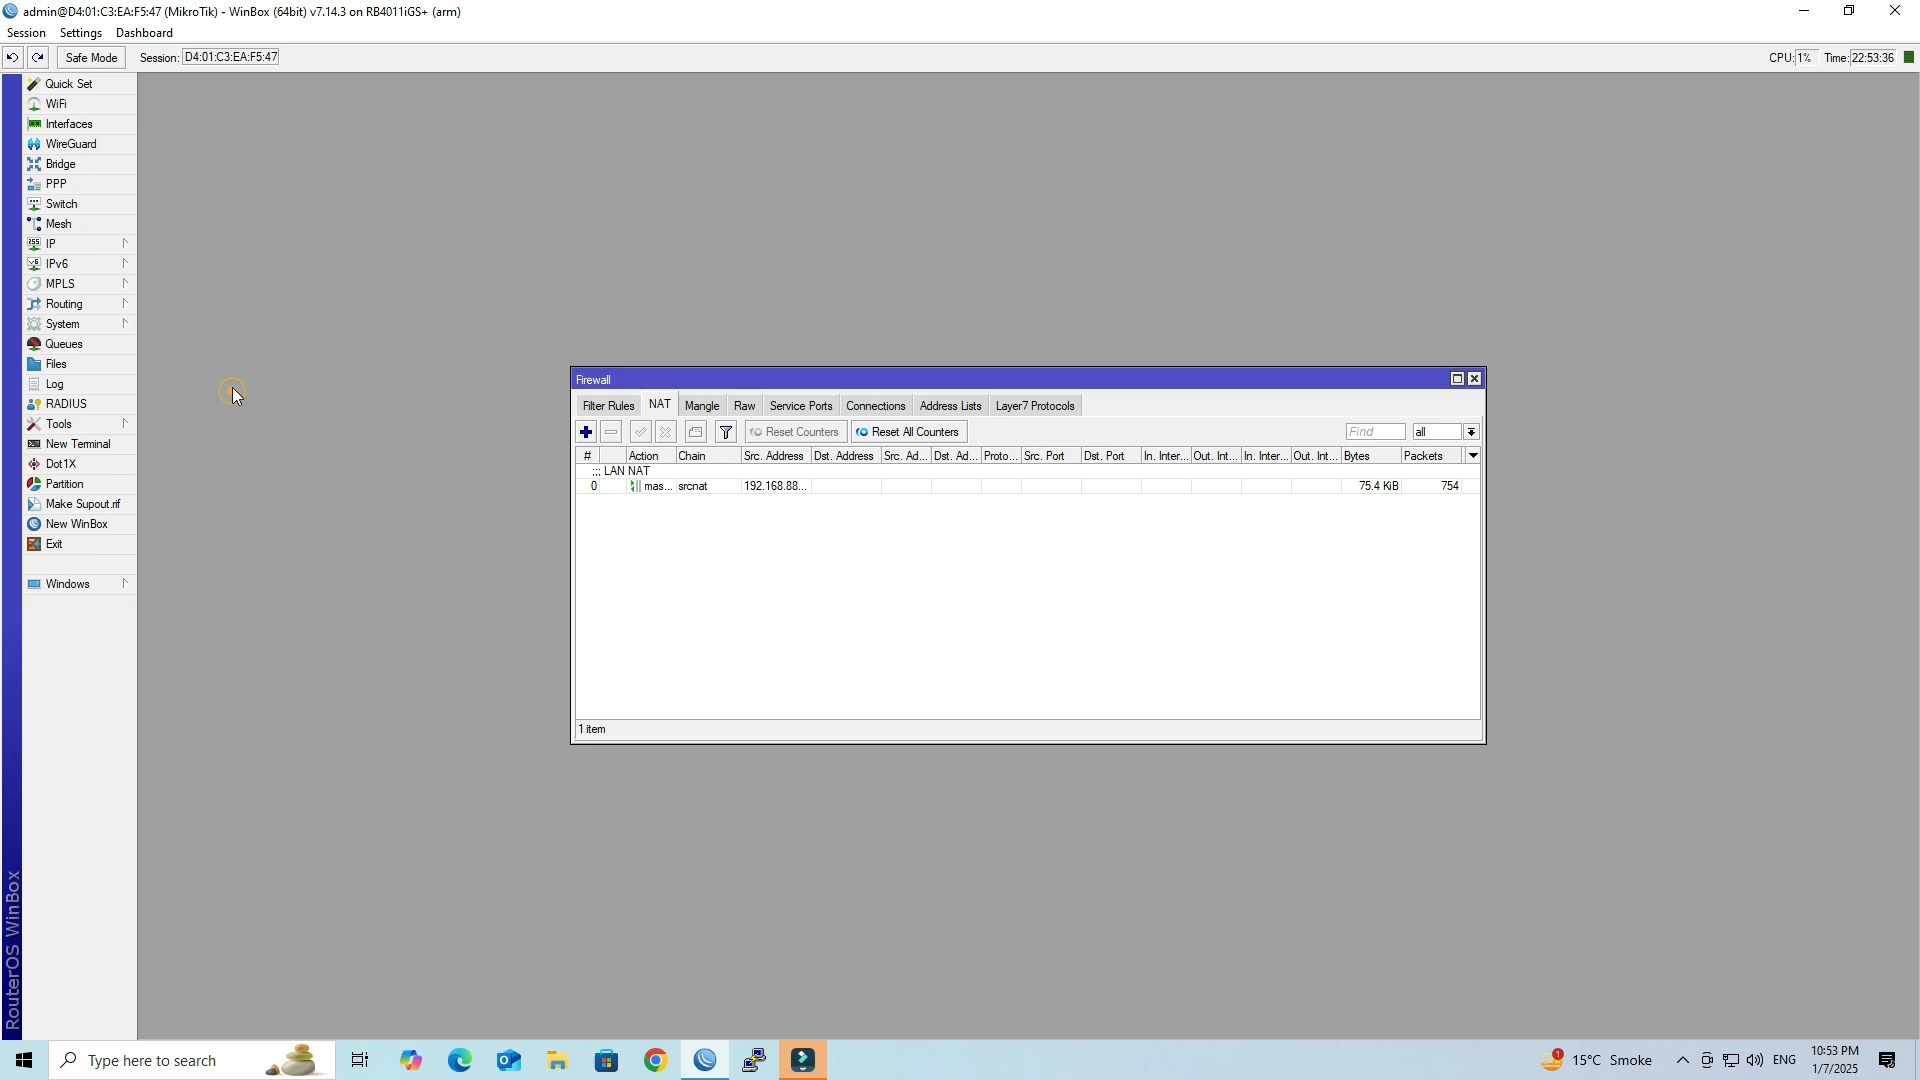 admin@D4:01:C3:EA:F5:47 (MikroTik) - WinBox (64bit) v7.14.3 on RB4011iGS+ (arm)
Session Settings Dashboard
Safe Mode Session: D4:01:C3:EA:F5:47 CPU: 1% Time: 22:53:36
Quick Set
WiFi
Interfaces
WireGuard
Bridge
PPP
Switch
Mesh
IP
IPv6
MPLS
Routing
System
Queues
Files
Log
RADIUS
Tools
New Terminal
Dot1X
Partition
Make Supout.rif
New WinBox
Exit
Windows
RouterOS WinBox
Firewall
Filter Rules NAT Mangle Raw Service Ports Connections Address Lists Layer7 Protocols
Reset Counters Reset All Counters Find all
# Action Chain Src. Address Dst. Address Src. Ad... Dst. Ad... Proto... Src. Port Dst. Port In. Inter... Out. Int... In. Inter... Out. Int... Bytes Packets
;;; LAN NAT
0 mas... srcnat 192.168.88... 75.4 KiB 754
1 item
Type here to search 1 15°C Smoke ENG 10:53 PM
1/7/2025